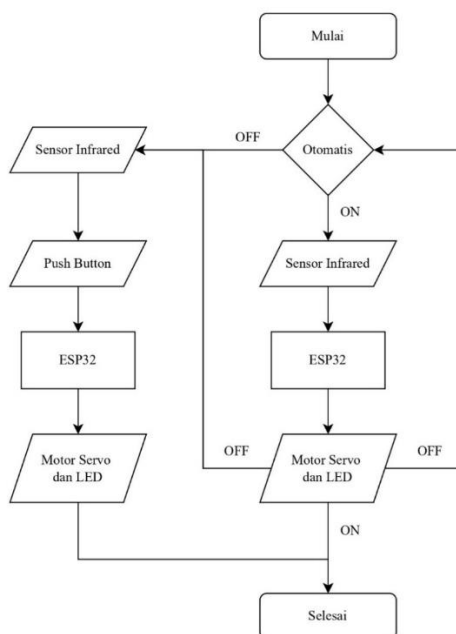 Mulai
OFF
Sensor Infrared
Otomatis
ON
Push Button
Sensor Infrared
ESP32
ESP32
Motor Servo
dan LED
OFF
Motor Servo
dan LED
OFF
ON
Selesai